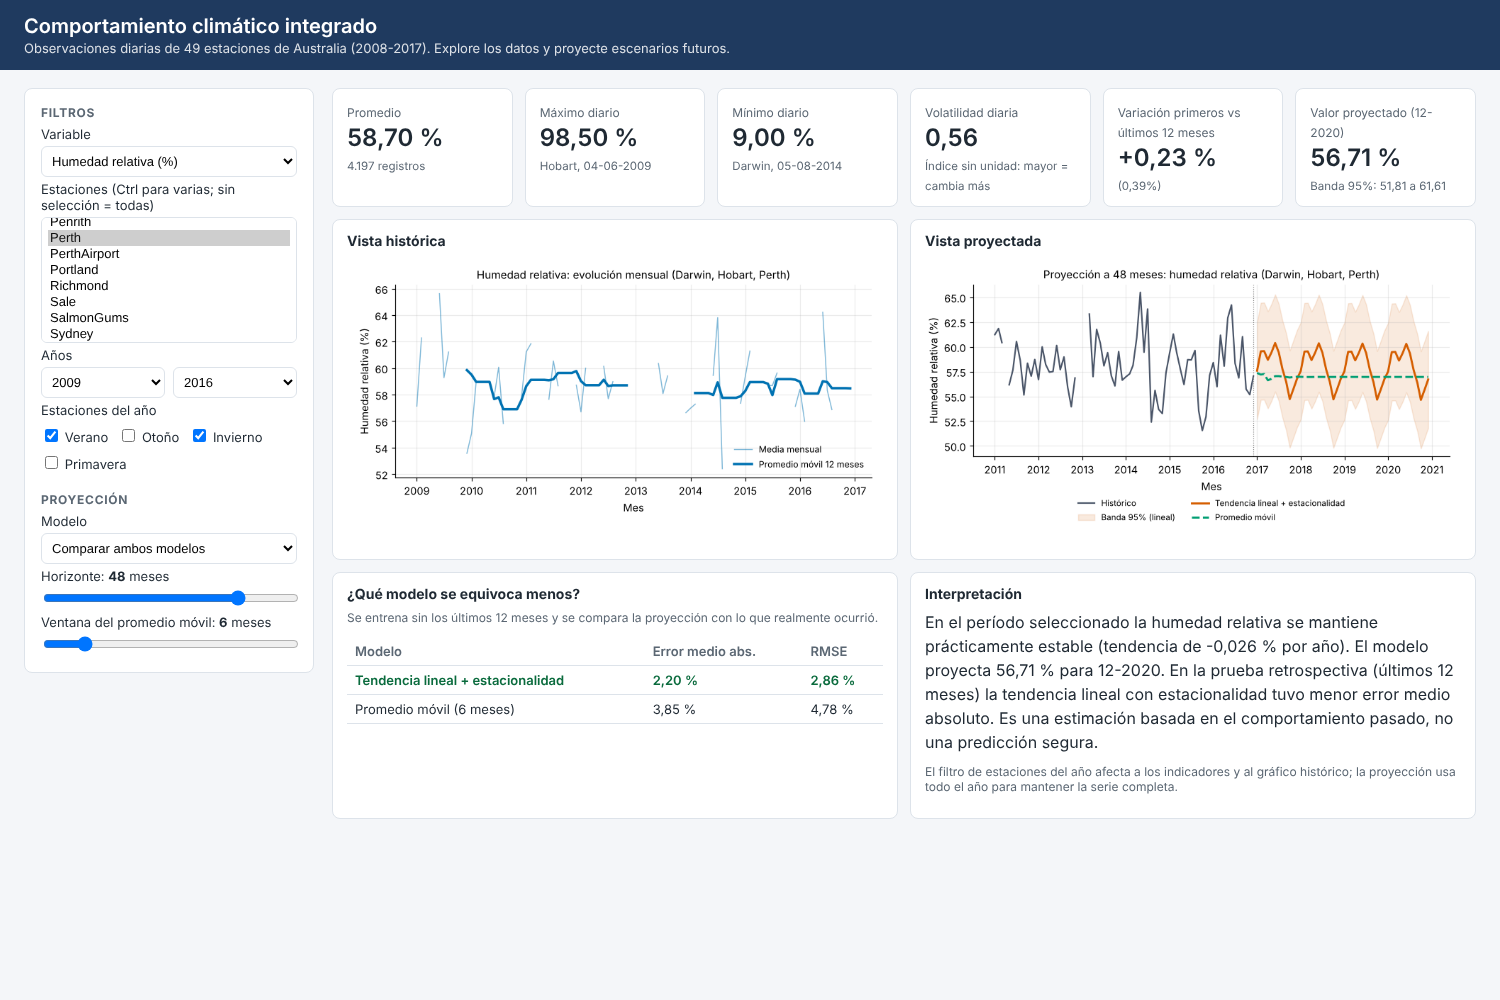 Comportamiento climático integrado
Observaciones diarias de 49 estaciones de Australia (2008-2017). Explore los datos y proyecte escenarios futuros.
FILTROS
Variable
Humedad relativa (%)
Estaciones (Ctrl para varias; sin
selección = todas)
Penrith
Perth
PerthAirport
Portland
Richmond
Sale
SalmonGums
Sydney
Años
2009 2016
Estaciones del año
Verano Otoño Invierno
Primavera
PROYECCIÓN
Modelo
Comparar ambos modelos
Horizonte: 48 meses
Ventana del promedio móvil: 6 meses
Promedio
58,70 %
4.197 registros
Máximo diario
98,50 %
Hobart, 04-06-2009
Mínimo diario
9,00 %
Darwin, 05-08-2014
Volatilidad diaria
0,56
Índice sin unidad: mayor =
cambia más
Variación primeros vs
últimos 12 meses
+0,23 %
(0,39%)
Valor proyectado (12-
2020)
56,71 %
Banda 95%: 51,81 a 61,61
Vista histórica
Humedad relativa: evolución mensual (Darwin, Hobart, Perth)
Humedad relativa (%)
66
64
62
60
58
56
54
52
Media mensual
Promedio móvil 12 meses
2009 2010 2011 2012 2013 2014 2015 2016 2017
Mes
Vista proyectada
Proyección a 48 meses: humedad relativa (Darwin, Hobart, Perth)
Humedad relativa (%)
65.0
62.5
60.0
57.5
55.0
52.5
50.0
2011 2012 2013 2014 2015 2016 2017 2018 2019 2020 2021
Mes
Histórico Tendencia lineal + estacionalidad
Banda 95% (lineal) Promedio móvil
¿Qué modelo se equivoca menos?
Se entrena sin los últimos 12 meses y se compara la proyección con lo que realmente ocurrió.
Modelo Error medio abs. RMSE
Tendencia lineal + estacionalidad 2,20 % 2,86 %
Promedio móvil (6 meses) 3,85 % 4,78 %
Interpretación
En el período seleccionado la humedad relativa se mantiene
prácticamente estable (tendencia de -0,026 % por año). El modelo
proyecta 56,71 % para 12-2020. En la prueba retrospectiva (últimos 12
meses) la tendencia lineal con estacionalidad tuvo menor error medio
absoluto. Es una estimación basada en el comportamiento pasado, no
una predicción segura.
El filtro de estaciones del año afecta a los indicadores y al gráfico histórico; la proyección usa
todo el año para mantener la serie completa.